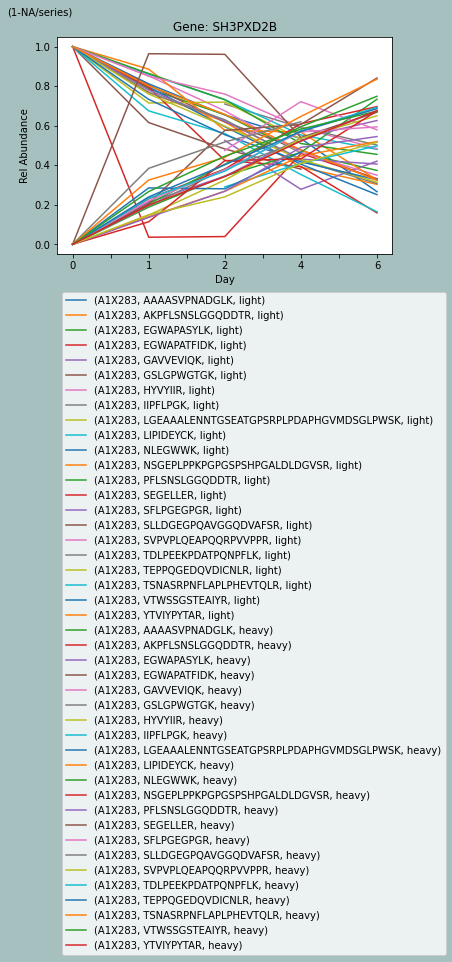 (1-NA/series)
Gene: SH3PXD2B
1.0
0.8
0.6
0.4
0.2
0.0
Rel Abundance
0 1 2 4 6
Day
(A1X283, AAAASVPNADGLK, light)
(A1X283, AKPFLSNSLGGQDDTR, light)
(A1X283, EGWAPASYLK, light)
(A1X283, EGWAPATFIDK, light)
(A1X283, GAVVEVIQK, light)
(A1X283, GSLGPWGTGK, light)
(A1X283, HYVYIIR, light)
(A1X283, IIPFLPGK, light)
(A1X283, LGEAAALENNTGSEATGPSRPLPDAPHGVMDSGLPWSK, light)
(A1X283, LIPIDEYCK, light)
(A1X283, NLEGWWK, light)
(A1X283, NSGEPLPPKPGPGSPSHPGALDLDGVSR, light)
(A1X283, PFLSNSLGGQDDTR, light)
(A1X283, SEGELLER, light)
(A1X283, SFLPGEGPGR, light)
(A1X283, SLLDGEGPQAVGGQDVAFSR, light)
(A1X283, SVPVPLQEAPQQRPVVPPR, light)
(A1X283, TDLPEEKPDATPQNPFLK, light)
(A1X283, TEPPQGEDQVDICNLR, light)
(A1X283, TSNASRPNFLAPLPHEVTQLR, light)
(A1X283, VTWSSGSTEAIYR, light)
(A1X283, YTVIYPYTAR, light)
(A1X283, AAAASVPNADGLK, heavy)
(A1X283, AKPFLSNSLGGQDDTR, heavy)
(A1X283, EGWAPASYLK, heavy)
(A1X283, EGWAPATFIDK, heavy)
(A1X283, GAVVEVIQK, heavy)
(A1X283, GSLGPWGTGK, heavy)
(A1X283, HYVYIIR, heavy)
(A1X283, IIPFLPGK, heavy)
(A1X283, LGEAAALENNTGSEATGPSRPLPDAPHGVMDSGLPWSK, heavy)
(A1X283, LIPIDEYCK, heavy)
(A1X283, NLEGWWK, heavy)
(A1X283, NSGEPLPPKPGPGSPSHPGALDLDGVSR, heavy)
(A1X283, PFLSNSLGGQDDTR, heavy)
(A1X283, SEGELLER, heavy)
(A1X283, SFLPGEGPGR, heavy)
(A1X283, SLLDGEGPQAVGGQDVAFSR, heavy)
(A1X283, SVPVPLQEAPQQRPVVPPR, heavy)
(A1X283, TDLPEEKPDATPQNPFLK, heavy)
(A1X283, TEPPQGEDQVDICNLR, heavy)
(A1X283, TSNASRPNFLAPLPHEVTQLR, heavy)
(A1X283, VTWSSGSTEAIYR, heavy)
(A1X283, YTVIYPYTAR, heavy)